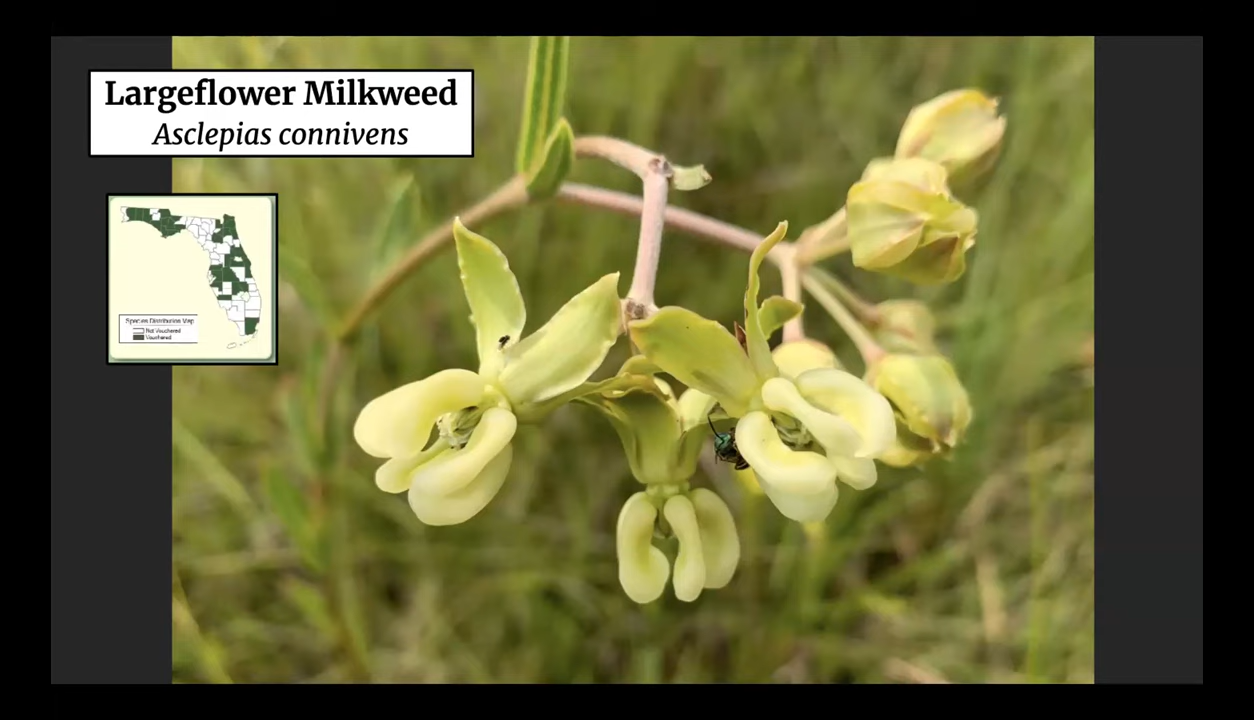 Largeflower Milkweed
Asclepias connivens
Species Distribution Map
Not Vouchered
Vouchered